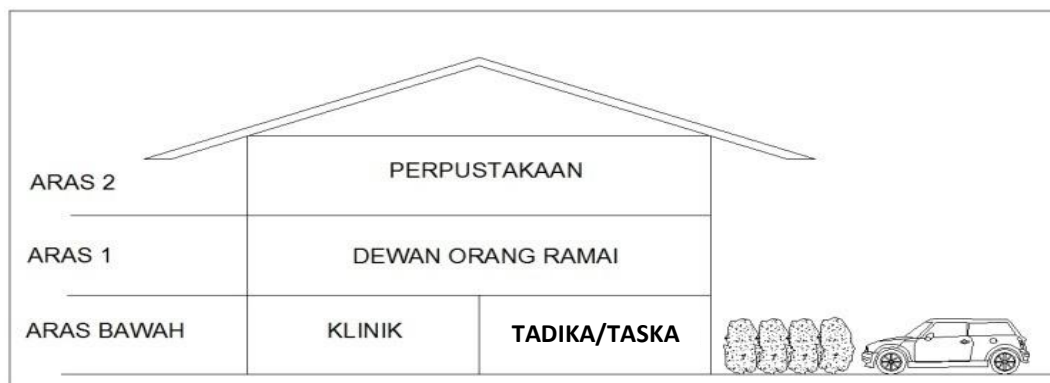 ARAS 2 PERPUSTAKAAN
ARAS 1 DEWAN ORANG RAMAI
ARAS BAWAH KLINIK TADIKA/TASKA